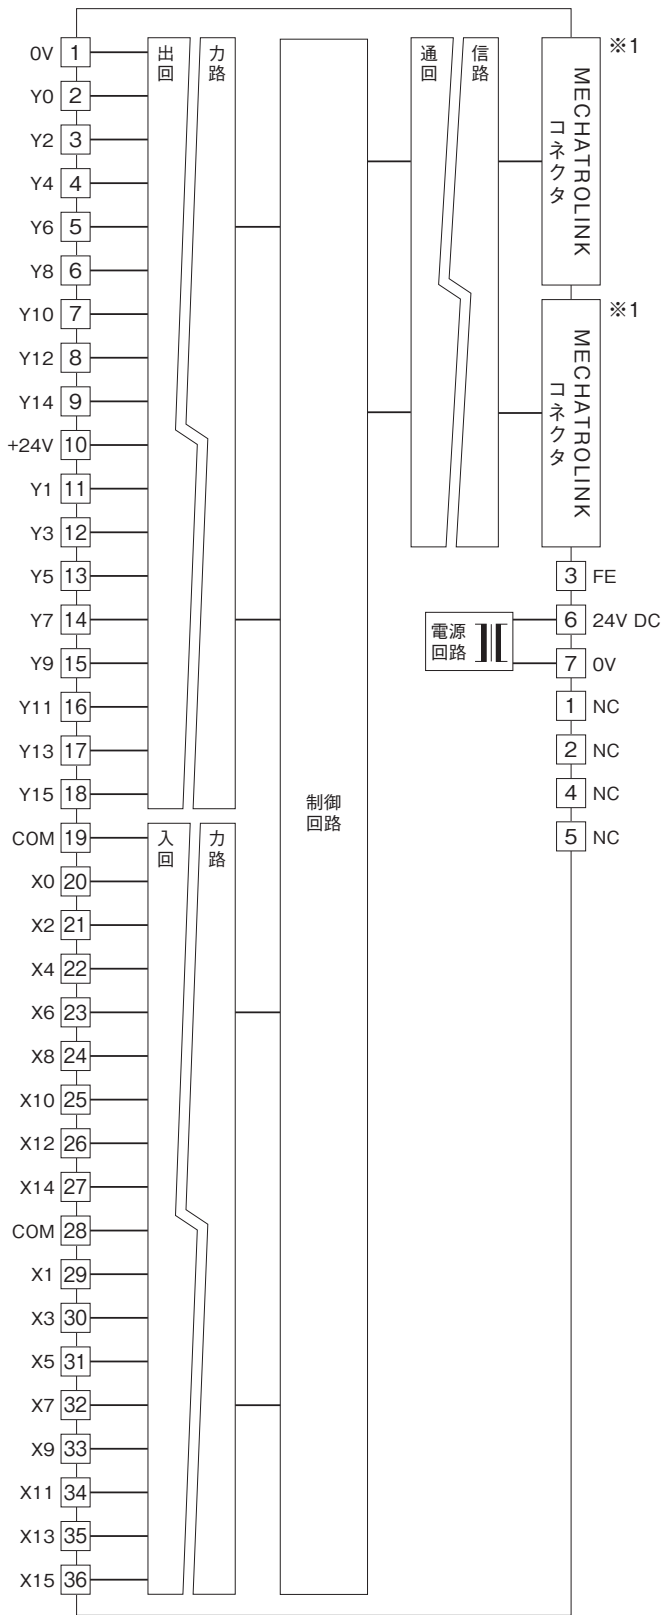 0V 1
Y0 2
Y2 3
Y4 4
Y6 5
Y8 6
Y10 7
Y12 8
Y14 9
+24V 10
Y1 11
Y3 12
Y5 13
Y7 14
Y9 15
Y11 16
Y13 17
Y15 18
COM 19
X0 20
X2 21
X4 22
X6 23
X8 24
X10 25
X12 26
X14 27
COM 28
X1 29
X3 30
X5 31
X7 32
X9 33
X11 34
X13 35
X15 36
出力
回路
入力
回路
制御
回路
通信
回路
MECHATROLINK
コネクタ
※1
MECHATROLINK
コネクタ
※1
電源
回路
3 FE
6 24V DC
7 0V
1 NC
2 NC
4 NC
5 NC